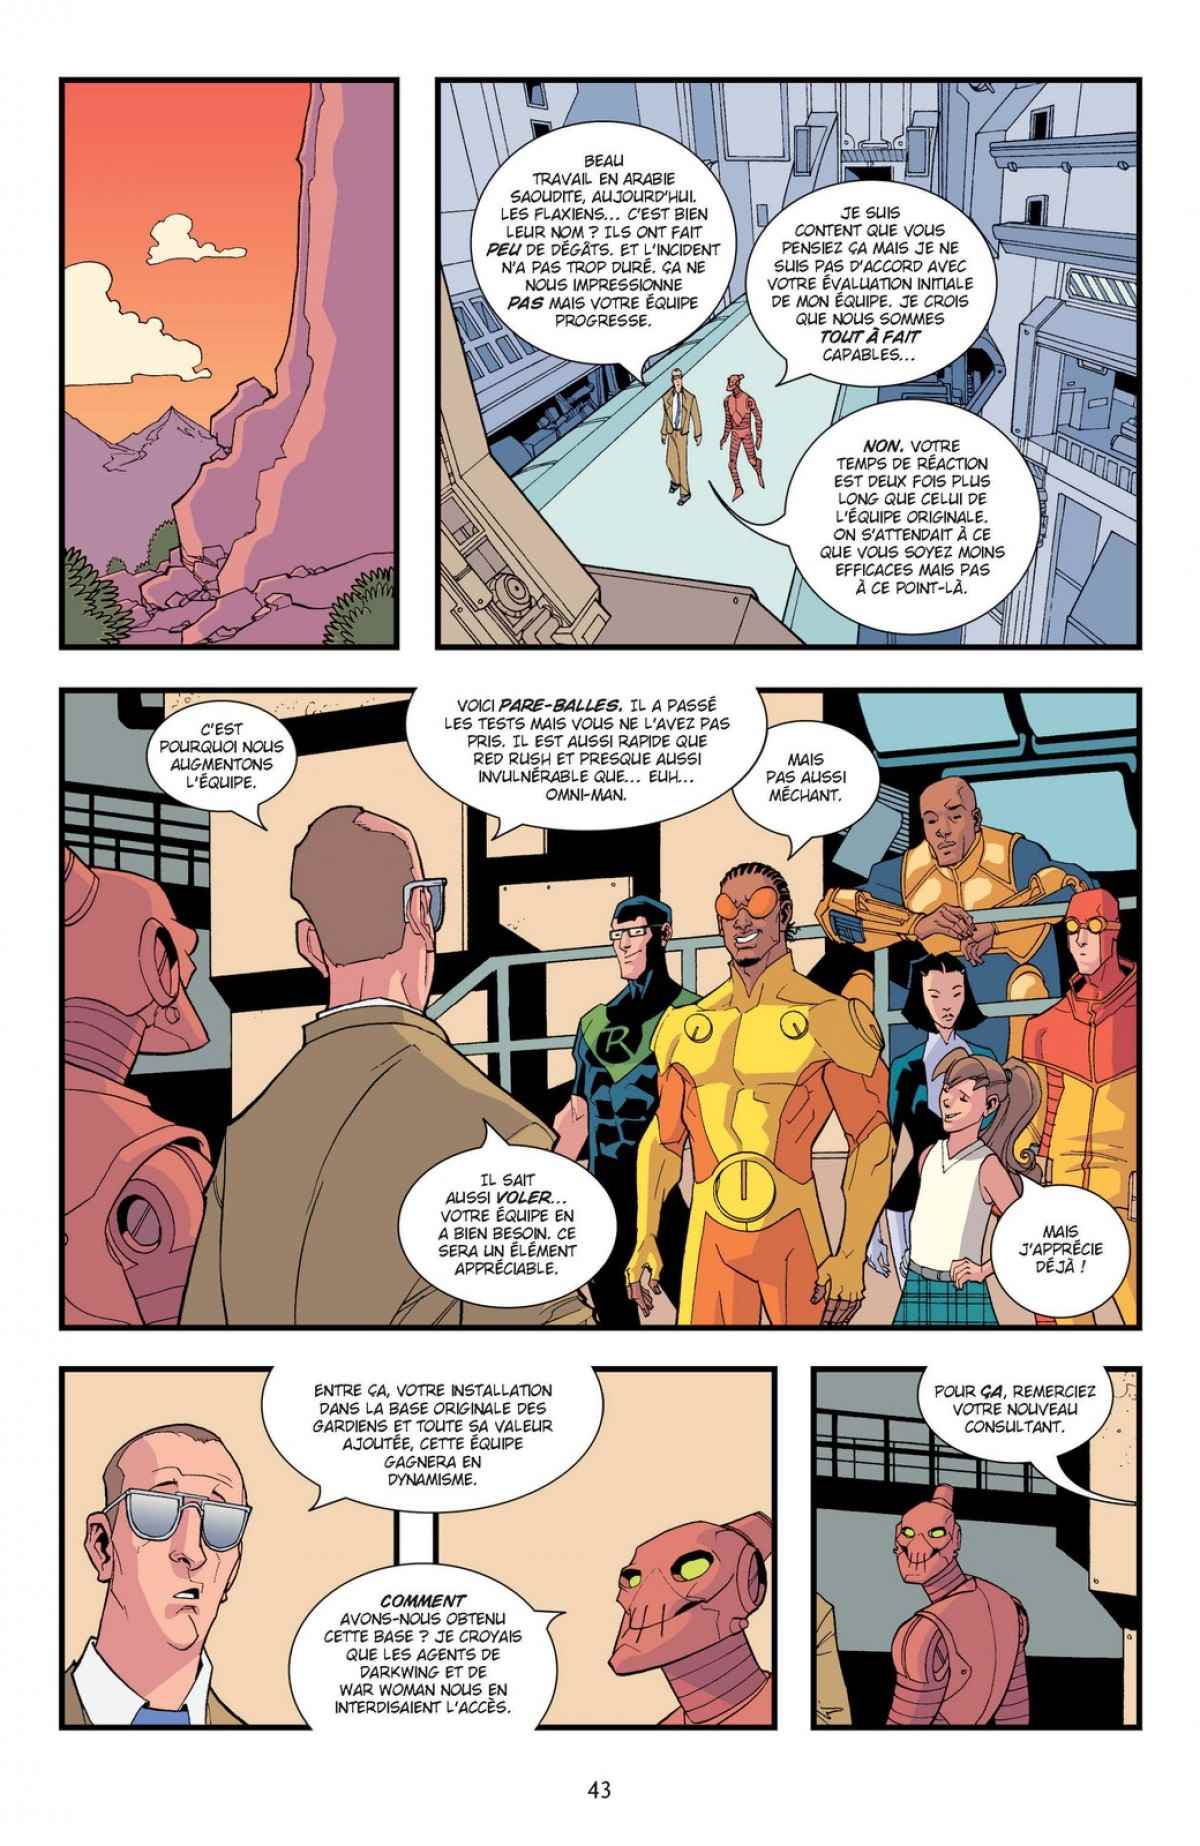 BEAU
TRAVAIL EN ARABIE
SAOUDITE, AUJOURD'HUI.
LES FLAXIENS... C'EST BIEN
LEUR NOM ? ILS ONT FAIT
PEU DE DÉGÂTS. ET L'INCIDENT
N'A PAS TROP DURÉ. ÇA NE
NOUS IMPRESSIONNE
PAS MAIS VOTRE ÉQUIPE
PROGRESSE.
JE SUIS
CONTENT QUE VOUS
PENSIEZ ÇA MAIS JE NE
SUIS PAS D'ACCORD AVEC
VOTRE ÉVALUATION INITIALE
DE MON ÉQUIPE. JE CROIS
QUE NOUS SOMMES
TOUT À FAIT
CAPABLES...
NON. VOTRE
TEMPS DE RÉACTION
EST DEUX FOIS PLUS
LONG QUE CELUI DE
L'ÉQUIPE ORIGINALE.
ON S'ATTENDAIT À CE
QUE VOUS SOYEZ MOINS
EFFICACES MAIS PAS
À CE POINT-LÀ.
C'EST
POURQUOI NOUS
AUGMENTONS
L'ÉQUIPE.
VOICI PARE-BALLES. IL A PASSÉ
LES TESTS MAIS VOUS NE L'AVEZ PAS
PRIS. IL EST AUSSI RAPIDE QUE
RED RUSH ET PRESQUE AUSSI
INVULNÉRABLE QUE... EUH...
OMNI-MAN.
MAIS
PAS AUSSI
MÉCHANT.
R
IL SAIT
AUSSI VOLER...
VOTRE ÉQUIPE EN
A BIEN BESOIN. CE
SERA UN ÉLÉMENT
APPRÉCIABLE.
MAIS
J'APPRÉCIE
DÉJÀ !
ENTRE ÇA, VOTRE INSTALLATION
DANS LA BASE ORIGINALE DES
GARDIENS ET TOUTE SA VALEUR
AJOUTÉE, CETTE ÉQUIPE
GAGNERA EN
DYNAMISME.
COMMENT
AVONS-NOUS OBTENU
CETTE BASE ? JE CROYAIS
QUE LES AGENTS DE
DARKWING ET DE
WAR WOMAN NOUS EN
INTERDISAIENT L'ACCÈS.
POUR ÇA, REMERCIEZ
VOTRE NOUVEAU
CONSULTANT.
43